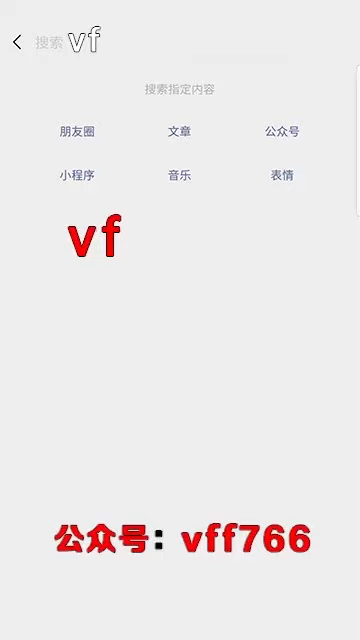 搜索 vf
搜索指定内容
朋友圈 文章 公众号
小程序 音乐 表情
vf
公众号：vff766